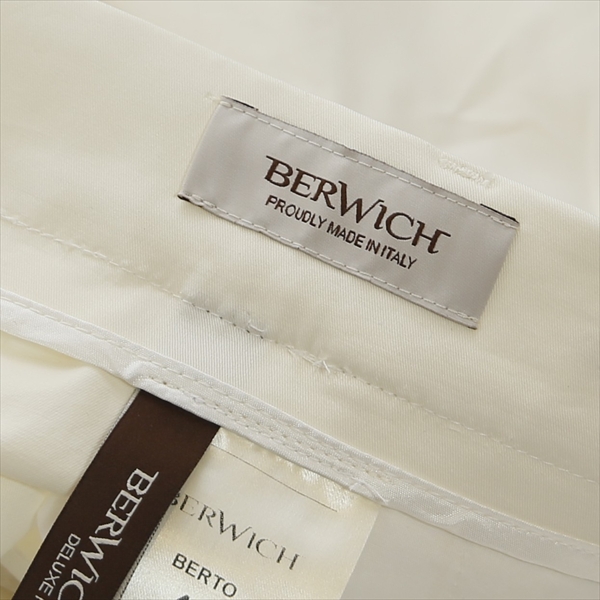 BERWICH
PROUDLY MADE IN ITALY
BERWICH
DELUXE
BERWICH
BERTO